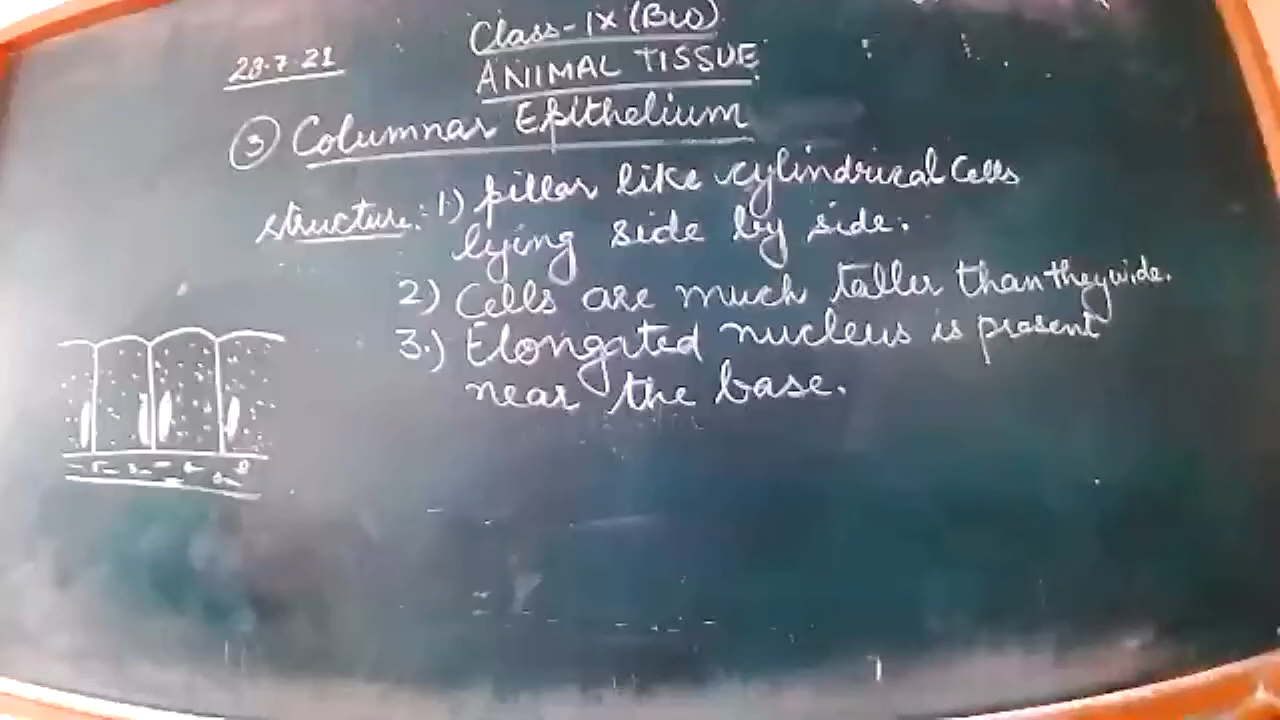 Class-IX (Bio)
28.7.21
ANIMAL TISSUE
③ Columnar Epithelium
Structure: 1.) pillar like cylindrical cells
lying side by side.
2) Cells are much taller than they wide.
3.) Elongated nucleus is present
near the base.